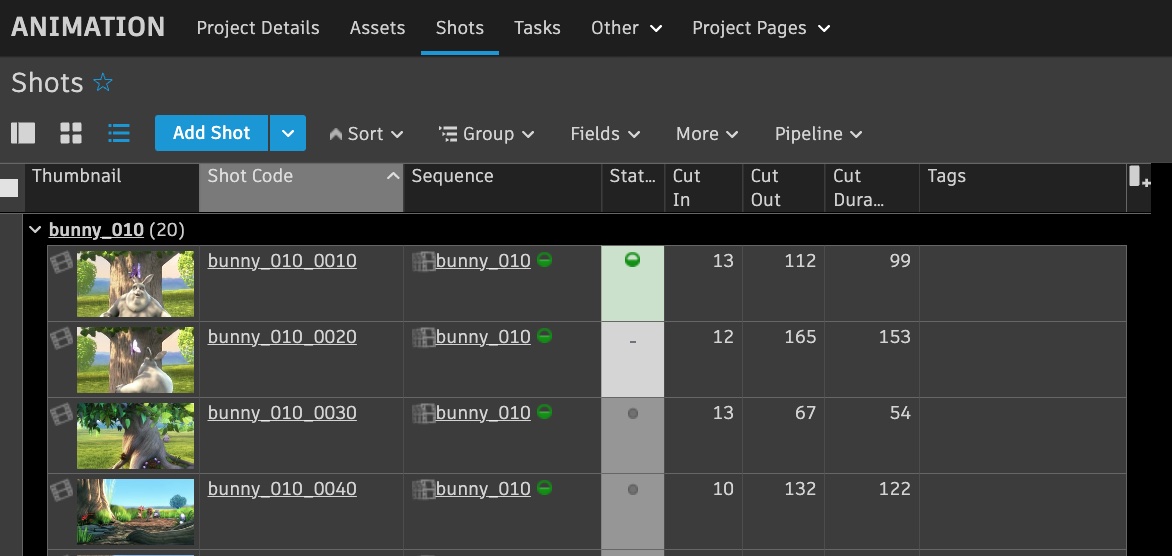 ANIMATION Project Details Assets Shots Tasks Other Project Pages
Shots
Add Shot Sort Group Fields More Pipeline
Thumbnail Shot Code Sequence Stat... Cut In Cut Out Cut Dura... Tags
bunny_010 (20)
bunny_010_0010 bunny_010 13 112 99
bunny_010_0020 bunny_010 - 12 165 153
bunny_010_0030 bunny_010 13 67 54
bunny_010_0040 bunny_010 10 132 122